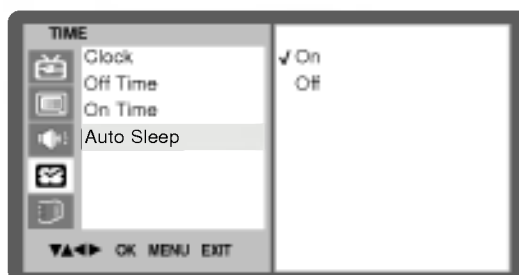 TIME
Clock
Off Time
On Time
Auto Sleep
✓ On
Off
▼▲◀▶ OK MENU EXIT